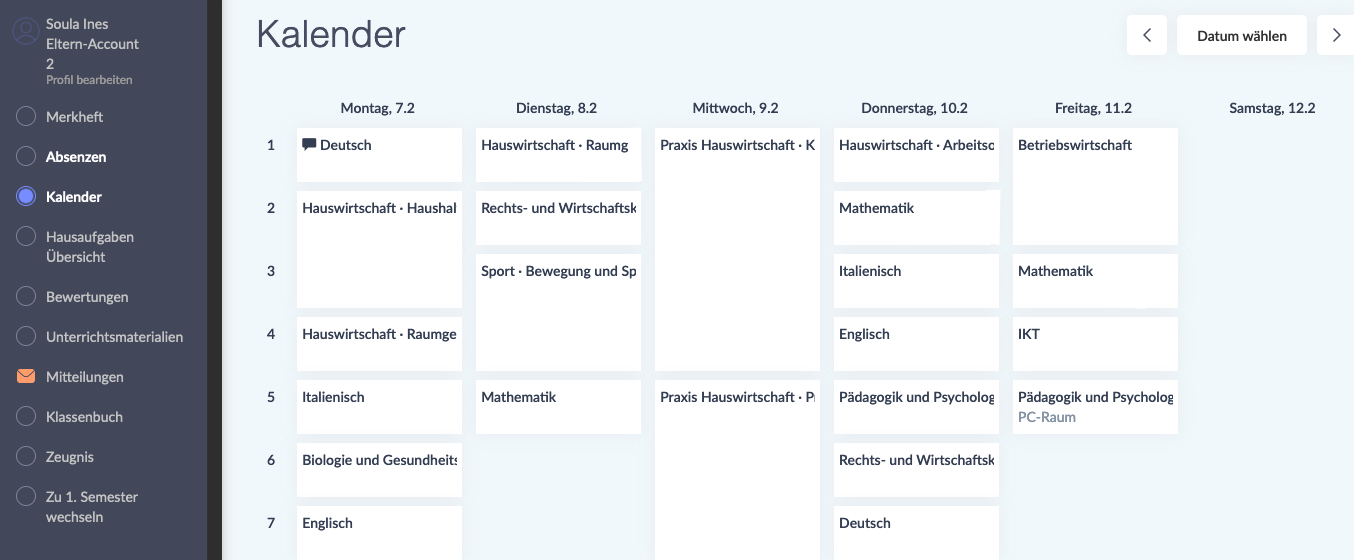 Soula Ines
Eltern-Account
2
Profil bearbeiten
Merkheft
Absenzen
Kalender
Hausaufgaben
Übersicht
Bewertungen
Unterrichtsmaterialien
Mitteilungen
Klassenbuch
Zeugnis
Zu 1. Semester
wechseln
Kalender
Datum wählen
Montag, 7.2 Dienstag, 8.2 Mittwoch, 9.2 Donnerstag, 10.2 Freitag, 11.2 Samstag, 12.2
1 Deutsch Hauswirtschaft · Raumg Praxis Hauswirtschaft · K Hauswirtschaft · Arbeitso Betriebswirtschaft
2 Hauswirtschaft · Haushal Rechts- und Wirtschaftsk Mathematik
3 Sport · Bewegung und Sp Italienisch Mathematik
4 Hauswirtschaft · Raumge Englisch IKT
5 Italienisch Mathematik Praxis Hauswirtschaft · P Pädagogik und Psycholog Pädagogik und Psycholog
PC-Raum
6 Biologie und Gesundheits Rechts- und Wirtschaftsk
7 Englisch Deutsch